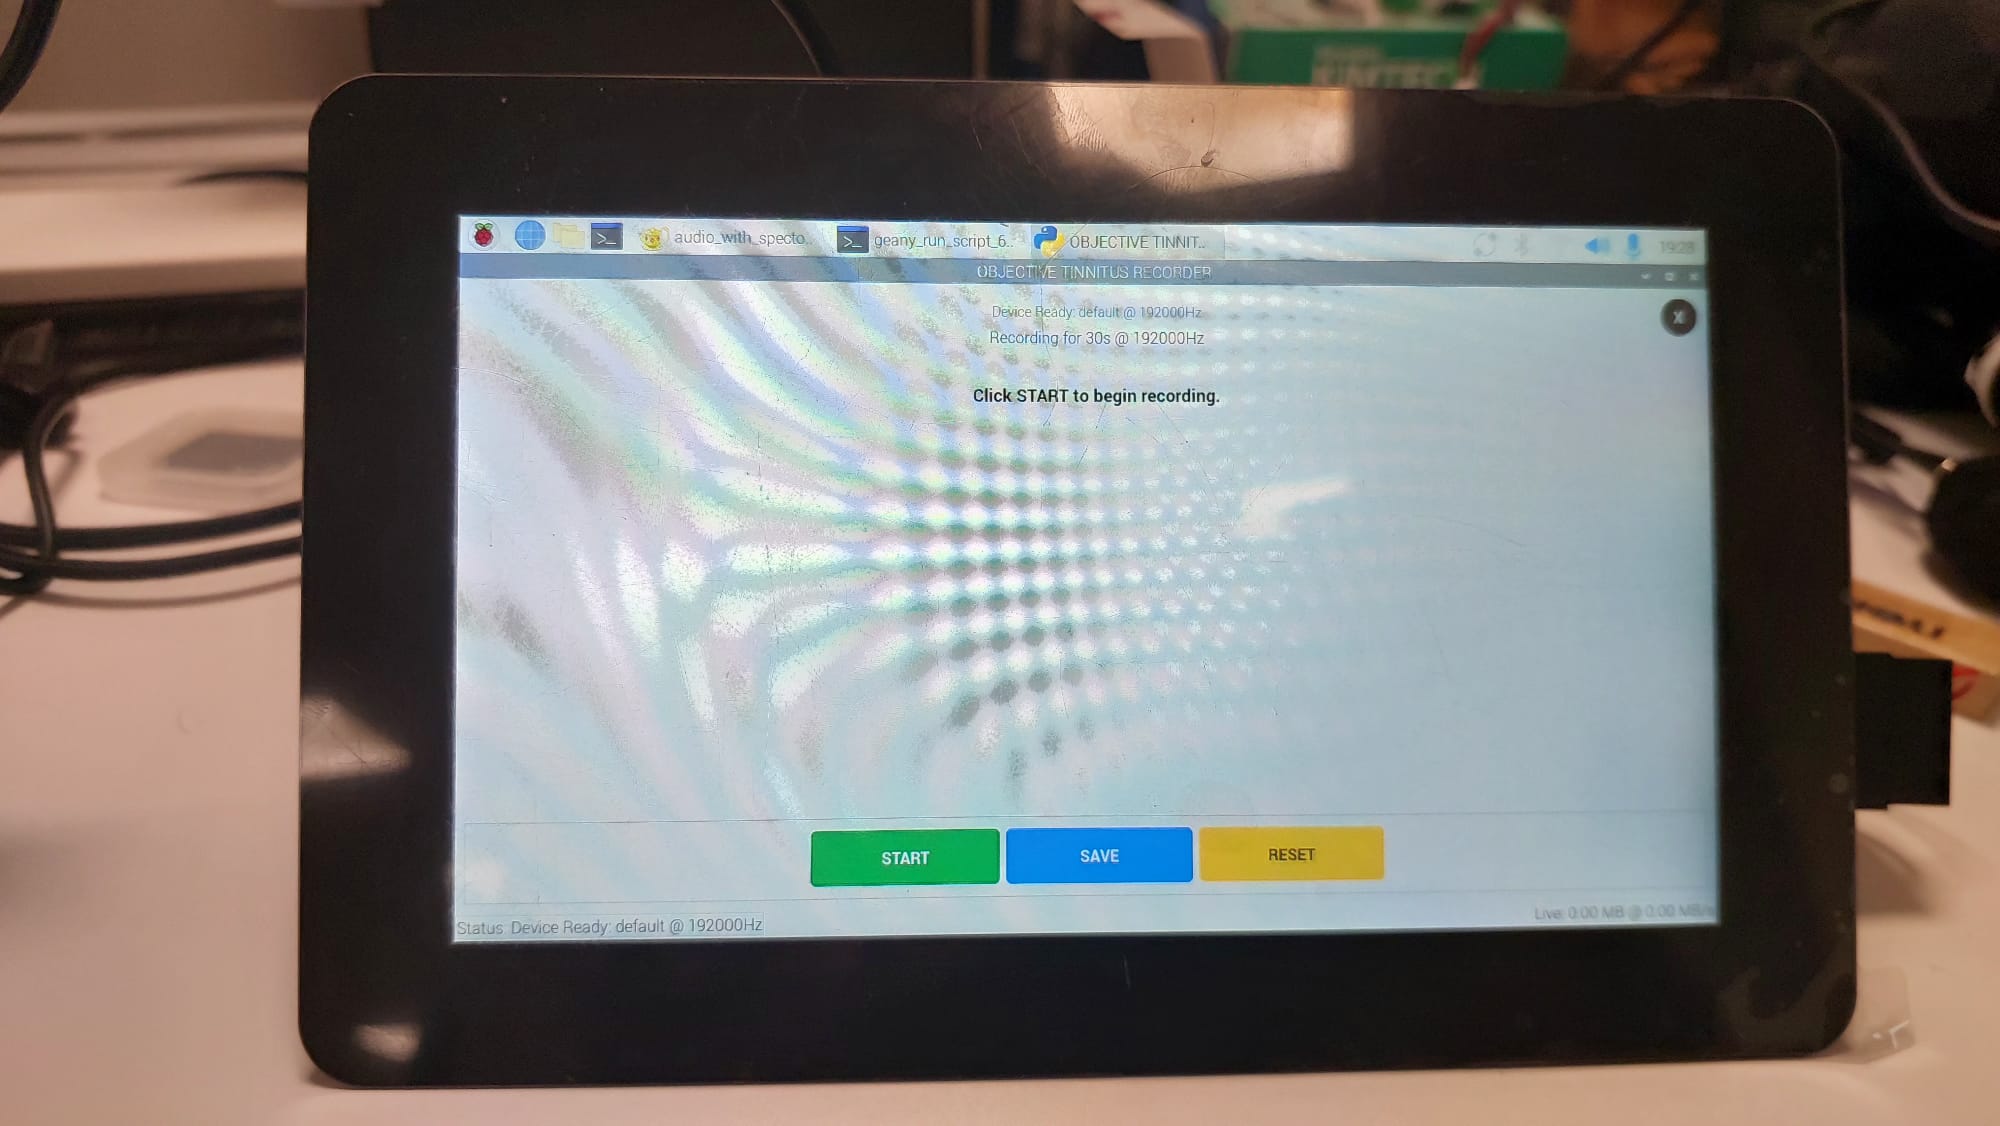 audio_with_specto.. geany_run_script_6.. OBJECTIVE TINNIT.. 19:28
OBJECTIVE TINNITUS RECORDER
Device Ready: default @ 192000Hz
X
Recording for 30s @ 192000Hz
Click START to begin recording.
START SAVE RESET
Live: 0.00 MB @ 0.00 MB/s
Status: Device Ready: default @ 192000Hz